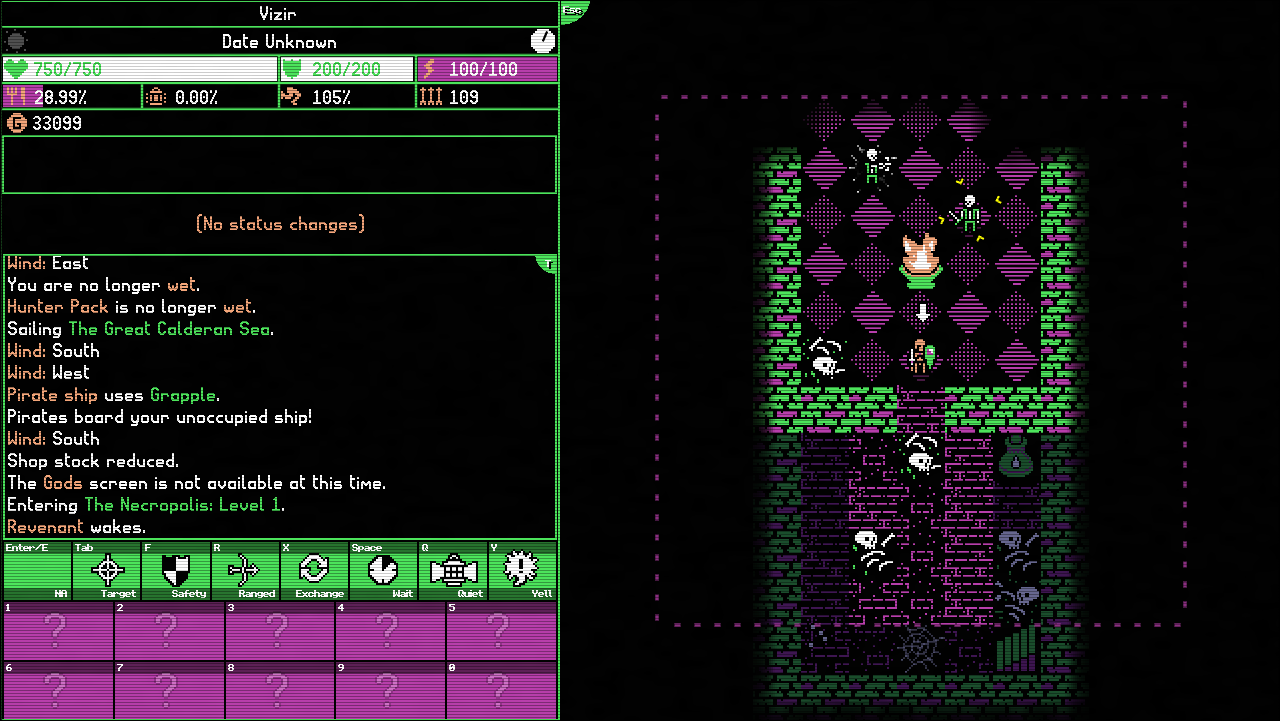 Vizir
Esc
Date Unknown
750/750
200/200
100/100
28.99%
0.00%
105%
109
G 33099
(No status changes)
T
Wind: East
You are no longer wet.
Hunter Pack is no longer wet.
Sailing The Great Calderan Sea.
Wind: South
Wind: West
Pirate ship uses Grapple.
Pirates board your unoccupied ship!
Wind: South
Shop stock reduced.
The Gods screen is not available at this time.
Entering The Necropolis: Level 1.
Revenant wakes.
Enter/E Tab F R X Space Q Y
NA Target Safety Ranged Exchange Wait Quiet Yell
1 2 3 4 5
? ? ? ? ?
6 7 8 9 0
? ? ? ? ?